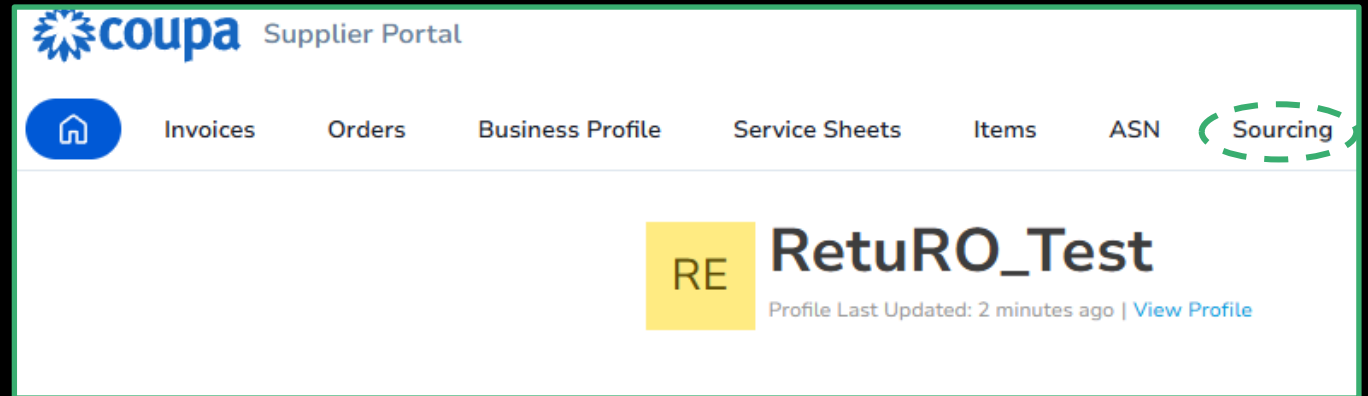 coupa Supplier Portal
Invoices Orders Business Profile Service Sheets Items ASN Sourcing
RE
RetuRO_Test
Profile Last Updated: 2 minutes ago | View Profile